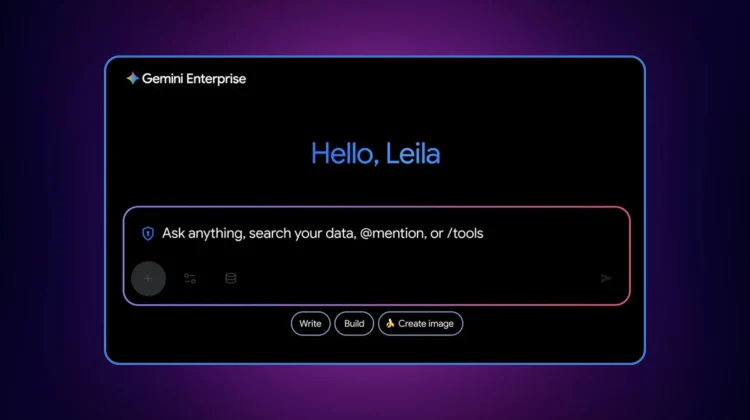 Gemini Enterprise
Hello, Leila
Ask anything, search your data, @mention, or /tools
Write Build 🍌 Create image